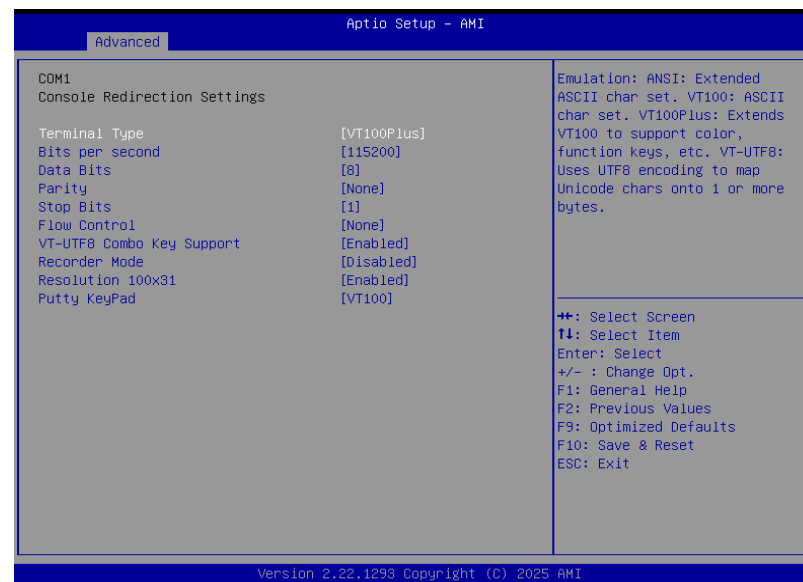 Aptio Setup – AMI
Advanced
COM1
Console Redirection Settings
Terminal Type [VT100Plus]
Bits per second [115200]
Data Bits [8]
Parity [None]
Stop Bits [1]
Flow Control [None]
VT-UTF8 Combo Key Support [Enabled]
Recorder Mode [Disabled]
Resolution 100x31 [Enabled]
Putty KeyPad [VT100]
Emulation: ANSI: Extended
ASCII char set. VT100: ASCII
char set. VT100Plus: Extends
VT100 to support color,
function keys, etc. VT-UTF8:
Uses UTF8 encoding to map
Unicode chars onto 1 or more
bytes.
→←: Select Screen
↑↓: Select Item
Enter: Select
+/- : Change Opt.
F1: General Help
F2: Previous Values
F9: Optimized Defaults
F10: Save & Reset
ESC: Exit
Version 2.22.1293 Copyright (C) 2025 AMI